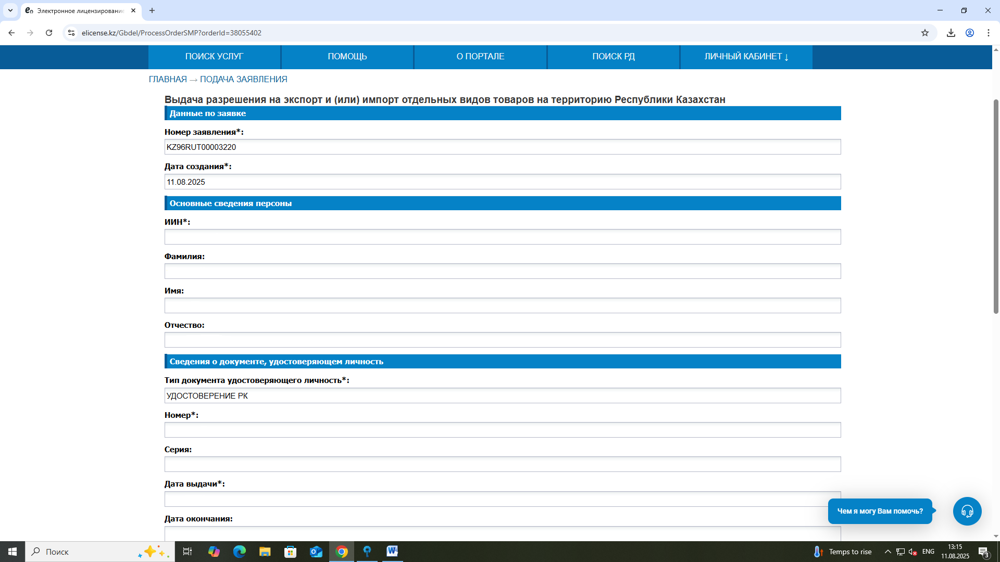 Электронное лицензирование
elicense.kz/Gbdel/ProcessOrderSMP?orderId=38055402
ПОИСК УСЛУГ
ПОМОЩЬ
О ПОРТАЛЕ
ПОИСК РД
ЛИЧНЫЙ КАБИНЕТ ↓
ГЛАВНАЯ → ПОДАЧА ЗАЯВЛЕНИЯ
Выдача разрешения на экспорт и (или) импорт отдельных видов товаров на территорию Республики Казахстан
Данные по заявке
Номер заявления*:
KZ96RUT00003220
Дата создания*:
11.08.2025
Основные сведения персоны
ИИН*:
Фамилия:
Имя:
Отчество:
Сведения о документе, удостоверяющем личность
Тип документа удостоверяющего личность*:
УДОСТОВЕРЕНИЕ РК
Номер*:
Серия:
Дата выдачи*:
Дата окончания:
Чем я могу Вам помочь?
Поиск
Temps to rise
ENG
13:15
11.08.2025
3